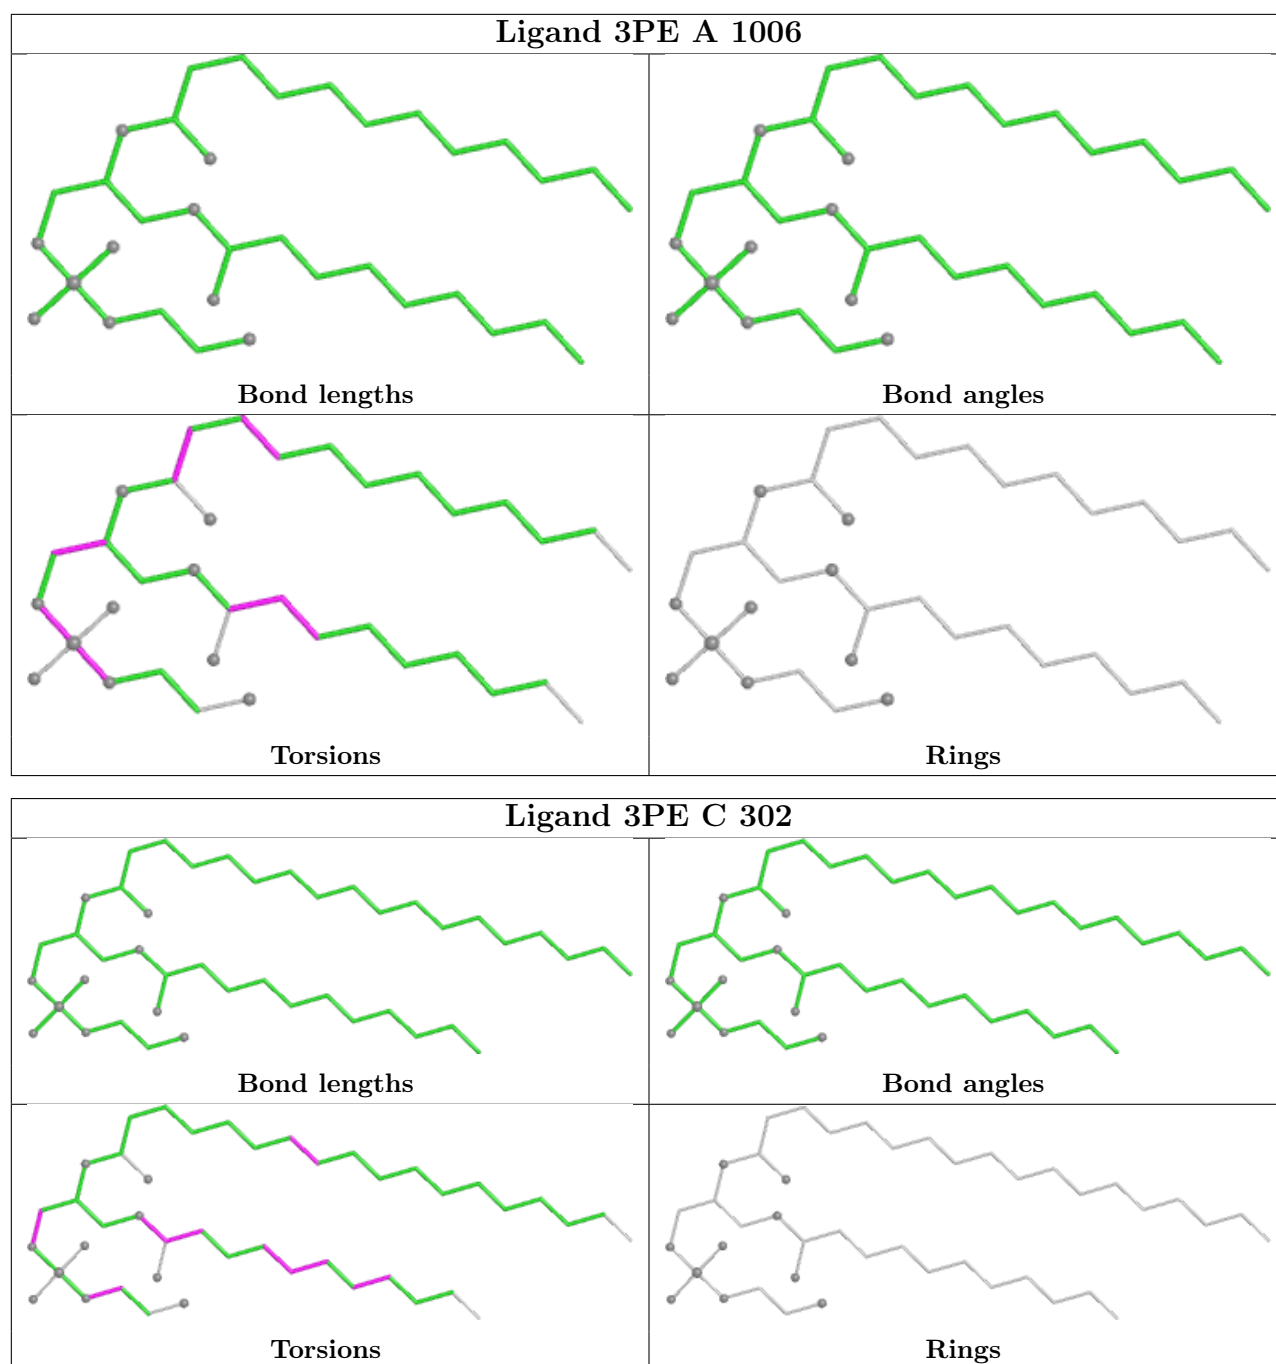 Ligand 3PE A 1006
Bond lengths
Bond angles
Torsions
Rings
Ligand 3PE C 302
Bond lengths
Bond angles
Torsions
Rings